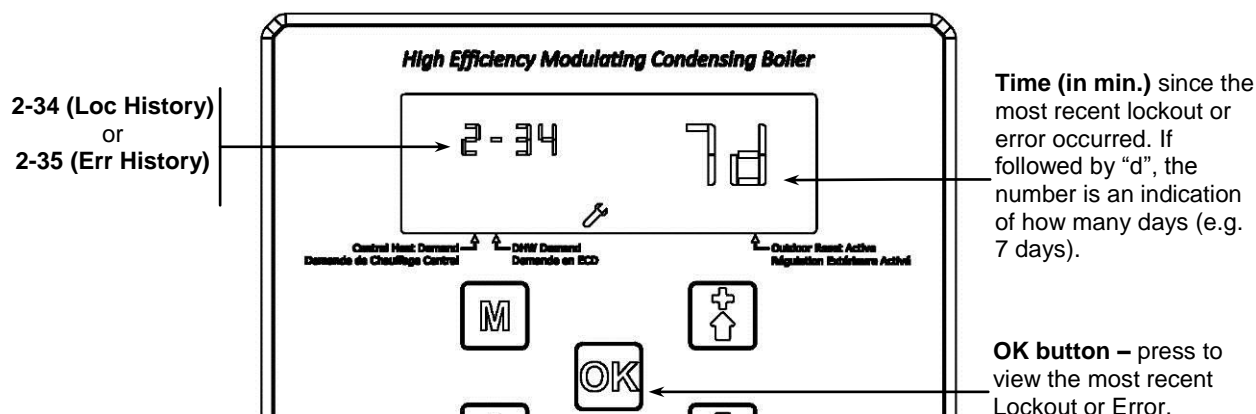 High Efficiency Modulating Condensing Boiler
2-34 (Loc History)
or
2-35 (Err History)
2-34 7d
Time (in min.) since the
most recent lockout or
error occurred. If
followed by “d”, the
number is an indication
of how many days (e.g.
7 days).
Central Heat Demand
Demande de Chauffage Central
DHW Demand
Demande en ECD
Outdoor Reset Active
Régulation Extérieure Activé
M
OK
OK button – press to
view the most recent
Lockout or Error.